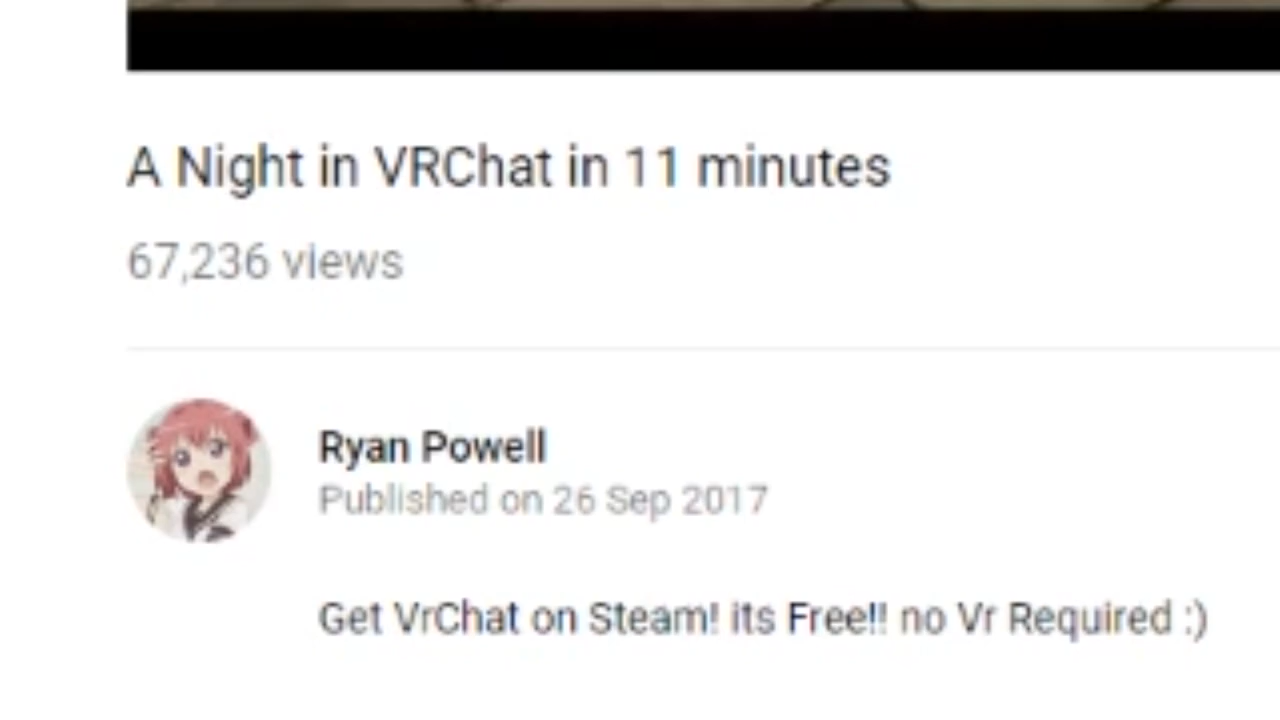 A Night in VRChat in 11 minutes
67,236 views
Ryan Powell
Published on 26 Sep 2017
Get VrChat on Steam! its Free!! no Vr Required :)